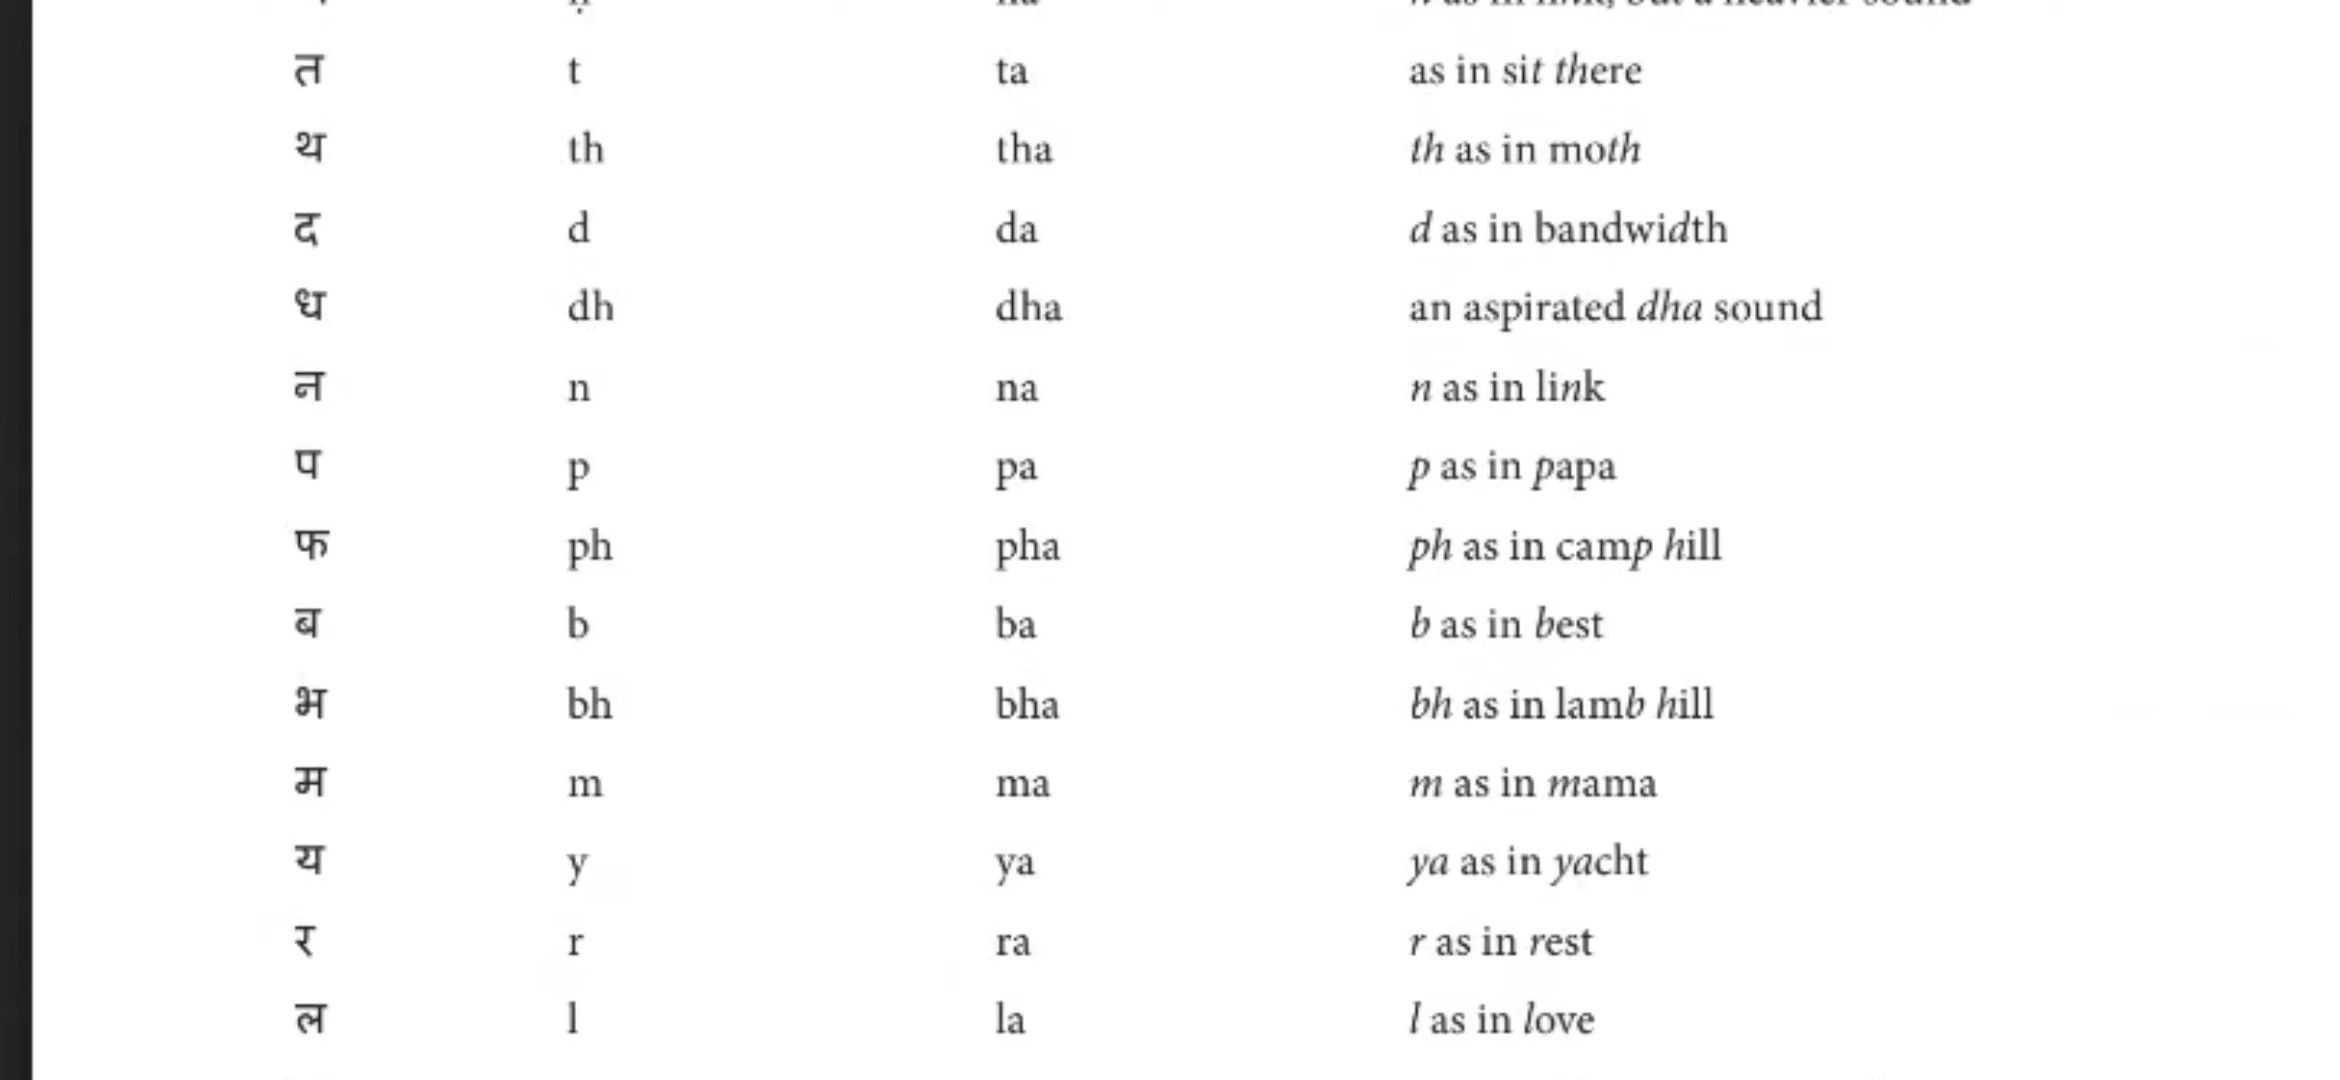 त t ta as in sit there
थ th tha th as in moth
द d da d as in bandwidth
ध dh dha an aspirated dha sound
न n na n as in link
प p pa p as in papa
फ ph pha ph as in camp hill
ब b ba b as in best
भ bh bha bh as in lamb hill
म m ma m as in mama
य y ya ya as in yacht
र r ra r as in rest
ल l la l as in love